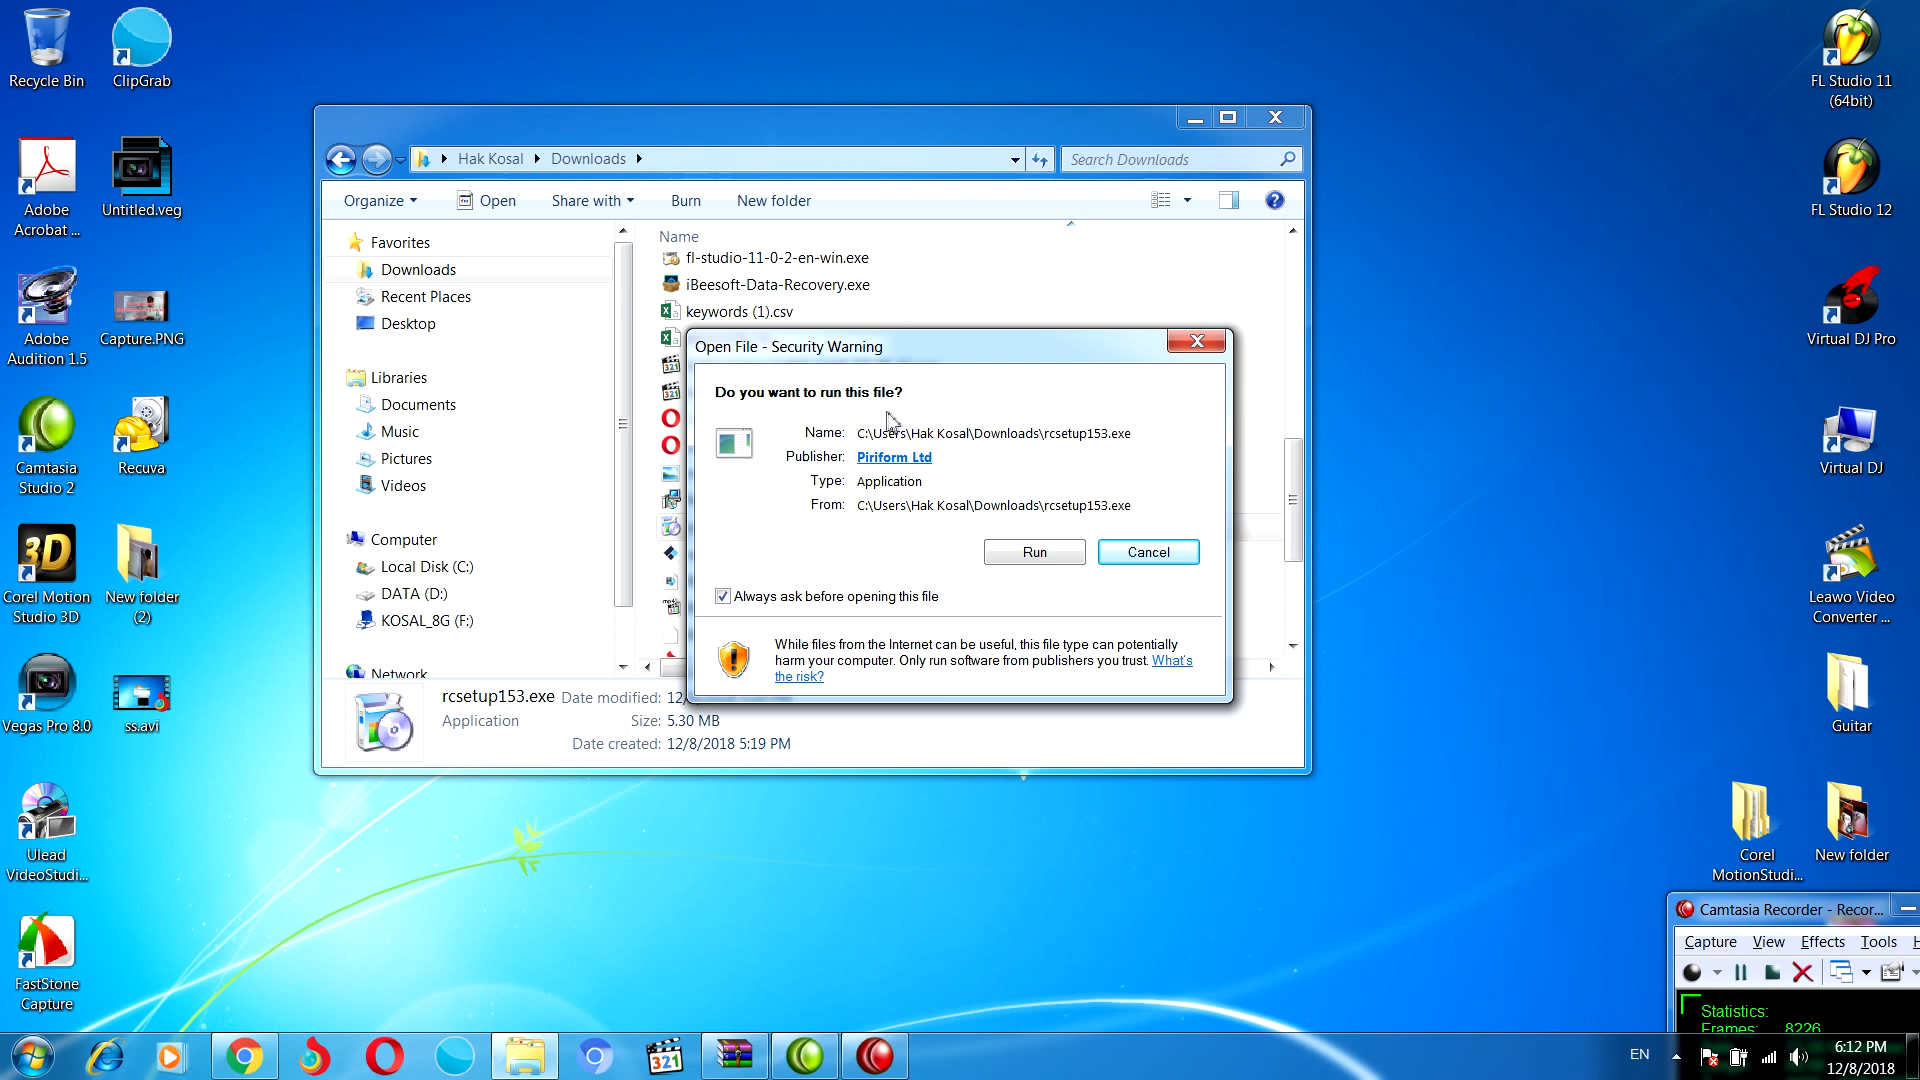 Recycle Bin
ClipGrab
Adobe
Acrobat ...
Untitled.veg
Adobe
Audition 1.5
Capture.PNG
Camtasia
Studio 2
Recuva
Corel Motion
Studio 3D
New folder
(2)
Vegas Pro 8.0
ss.avi
Ulead
VideoStudi...
FastStone
Capture
Hak Kosal
Downloads
Search Downloads
Organize
Open
Share with
Burn
New folder
Favorites
Downloads
Recent Places
Desktop
Libraries
Documents
Music
Pictures
Videos
Computer
Local Disk (C:)
DATA (D:)
KOSAL_8G (F:)
Network
Name
fl-studio-11-0-2-en-win.exe
iBeesoft-Data-Recovery.exe
keywords (1).csv
Open File - Security Warning
Do you want to run this file?
Name: C:\Users\Hak Kosal\Downloads\rcsetup153.exe
Publisher: Piriform Ltd
Type: Application
From: C:\Users\Hak Kosal\Downloads\rcsetup153.exe
Run
Cancel
Always ask before opening this file
While files from the Internet can be useful, this file type can potentially
harm your computer. Only run software from publishers you trust. What's
the risk?
rcsetup153.exe Date modified: 12/
Application Size: 5.30 MB
Date created: 12/8/2018 5:19 PM
FL Studio 11
(64bit)
FL Studio 12
Virtual DJ Pro
Virtual DJ
Leawo Video
Converter ...
Guitar
Corel
MotionStudi...
New folder
Camtasia Recorder - Recor...
Capture View Effects Tools H
Statistics:
Frames: 8226
3D
321
EN
6:12 PM
12/8/2018